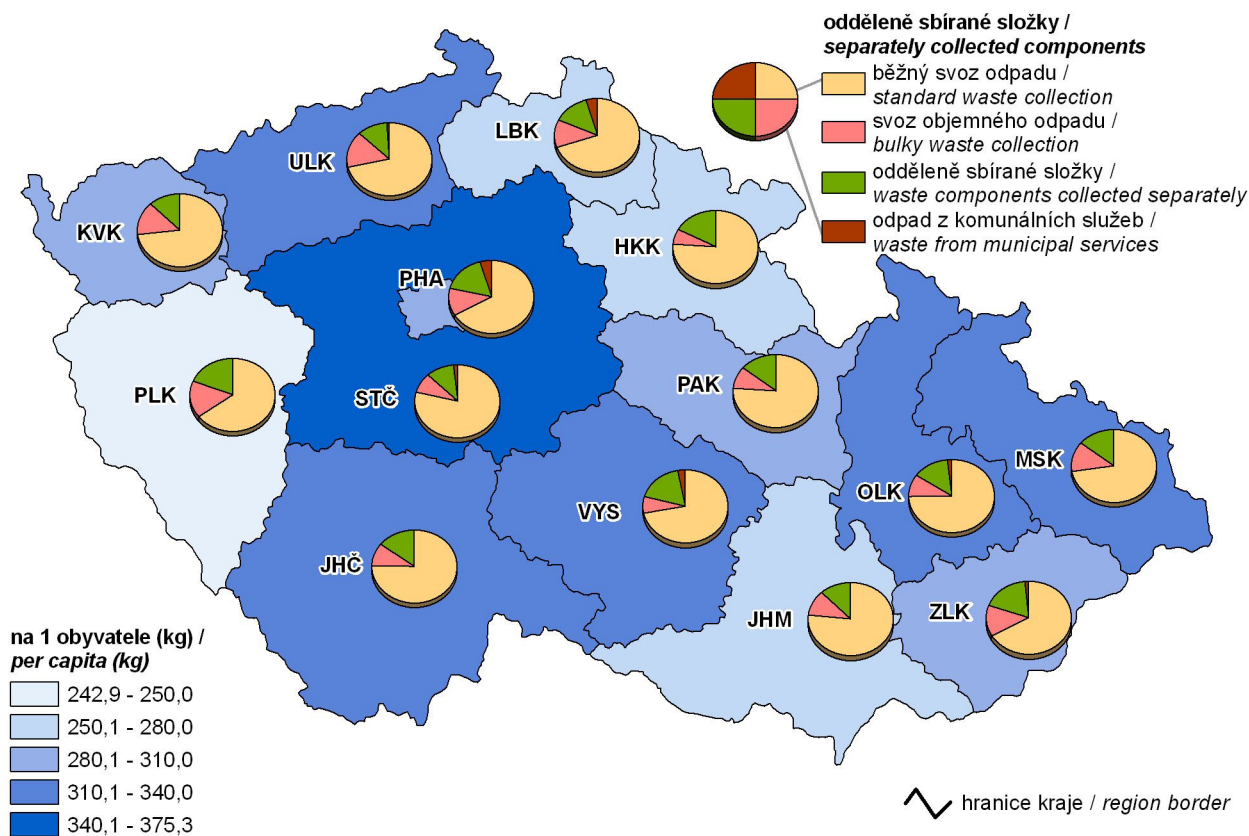 odděleně sbírané složky /
separately collected components
běžný svoz odpadu /
standard waste collection
svoz objemného odpadu /
bulky waste collection
odděleně sbírané složky /
waste components collected separately
odpad z komunálních služeb /
waste from municipal services
LBK
ULK
KVK
HKK
PHA
PLK
STČ
PAK
MSK
OLK
VYS
JHČ
JHM
ZLK
na 1 obyvatele (kg) /
per capita (kg)
242,9 - 250,0
250,1 - 280,0
280,1 - 310,0
310,1 - 340,0
340,1 - 375,3
hranice kraje / region border